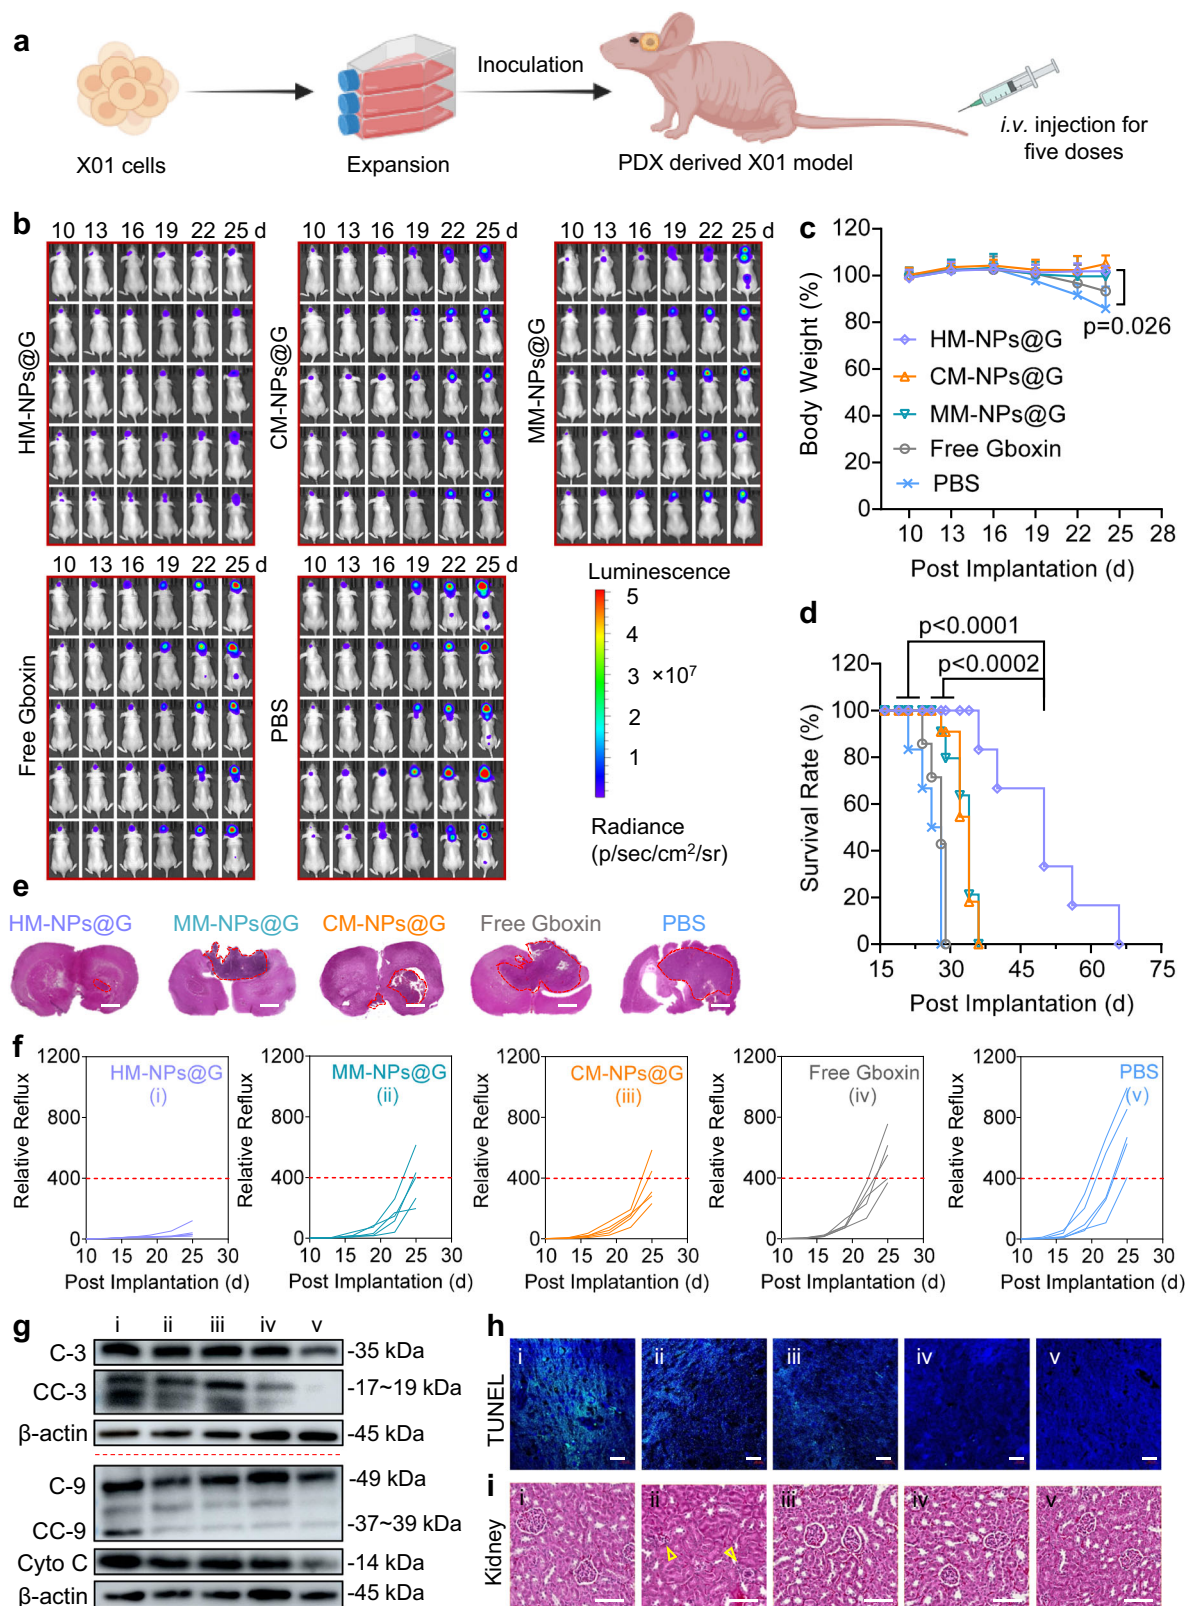 a
X01 cells
Expansion
Inoculation
PDX derived X01 model
i.v. injection for
five doses
b
10 13 16 19 22 25 d
10 13 16 19 22 25 d
10 13 16 19 22 25 d
HM-NPs@G
CM-NPs@G
MM-NPs@G
10 13 16 19 22 25 d
10 13 16 19 22 25 d
Free Gboxin
PBS
Luminescence
5
4
3 ×10⁷
2
1
Radiance
(p/sec/cm²/sr)
c
Body Weight (%)
120
100
80
60
40
20
0
p=0.026
HM-NPs@G
CM-NPs@G
MM-NPs@G
Free Gboxin
PBS
10 13 16 19 22 25 28
Post Implantation (d)
d
p<0.0001
p<0.0002
Survival Rate (%)
120
100
80
60
40
20
0
15 30 45 60 75
Post Implantation (d)
e
HM-NPs@G MM-NPs@G CM-NPs@G Free Gboxin PBS
f
Relative Reflux
1200
800
400
0
HM-NPs@G
(i)
10 15 20 25 30
Post Implantation (d)
Relative Reflux
1200
800
400
0
MM-NPs@G
(ii)
10 15 20 25 30
Post Implantation (d)
Relative Reflux
1200
800
400
0
CM-NPs@G
(iii)
10 15 20 25 30
Post Implantation (d)
Relative Reflux
1200
800
400
0
Free Gboxin
(iv)
10 15 20 25 30
Post Implantation (d)
Relative Reflux
1200
800
400
0
PBS
(v)
10 15 20 25 30
Post Implantation (d)
g
i ii iii iv v
C-3 -35 kDa
CC-3 -17~19 kDa
β-actin -45 kDa
C-9 -49 kDa
CC-9 -37~39 kDa
Cyto C -14 kDa
β-actin -45 kDa
h
TUNEL
i ii iii iv v
i
Kidney
i ii iii iv v